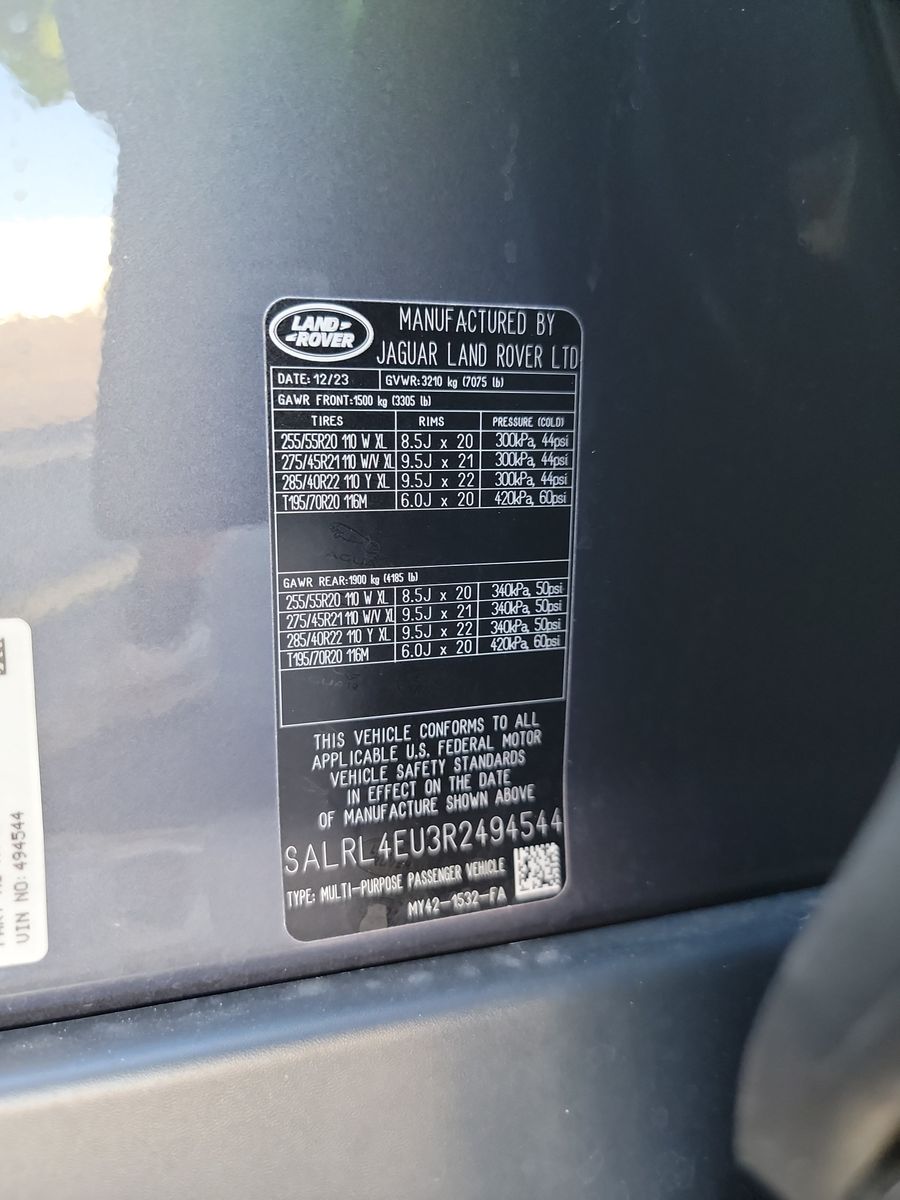 LAND ROVER
MANUFACTURED BY
JAGUAR LAND ROVER LTD
DATE: 12/23 GVWR: 3210 kg (7075 lb)
GAWR FRONT: 1500 kg (3305 lb)
TIRES RIMS PRESSURE (COLD)
255/55R20 110 W XL 8.5J x 20 300kPa, 44psi
275/45R21 110 W/V XL 9.5J x 21 300kPa, 44psi
285/40R22 110 Y XL 9.5J x 22 300kPa, 44psi
T195/70R20 116M 6.0J x 20 420kPa, 60psi
GAWR REAR: 1900 kg (4185 lb)
255/55R20 110 W XL 8.5J x 20 340kPa, 50psi
275/45R21 110 W/V XL 9.5J x 21 340kPa, 50psi
285/40R22 110 Y XL 9.5J x 22 340kPa, 50psi
T195/70R20 116M 6.0J x 20 420kPa, 60psi
THIS VEHICLE CONFORMS TO ALL
APPLICABLE U.S. FEDERAL MOTOR
VEHICLE SAFETY STANDARDS
IN EFFECT ON THE DATE
OF MANUFACTURE SHOWN ABOVE
SALRL4EU3R2494544
TYPE: MULTI-PURPOSE PASSENGER VEHICLE
MY42-1532-FA
VIN NO: 494544